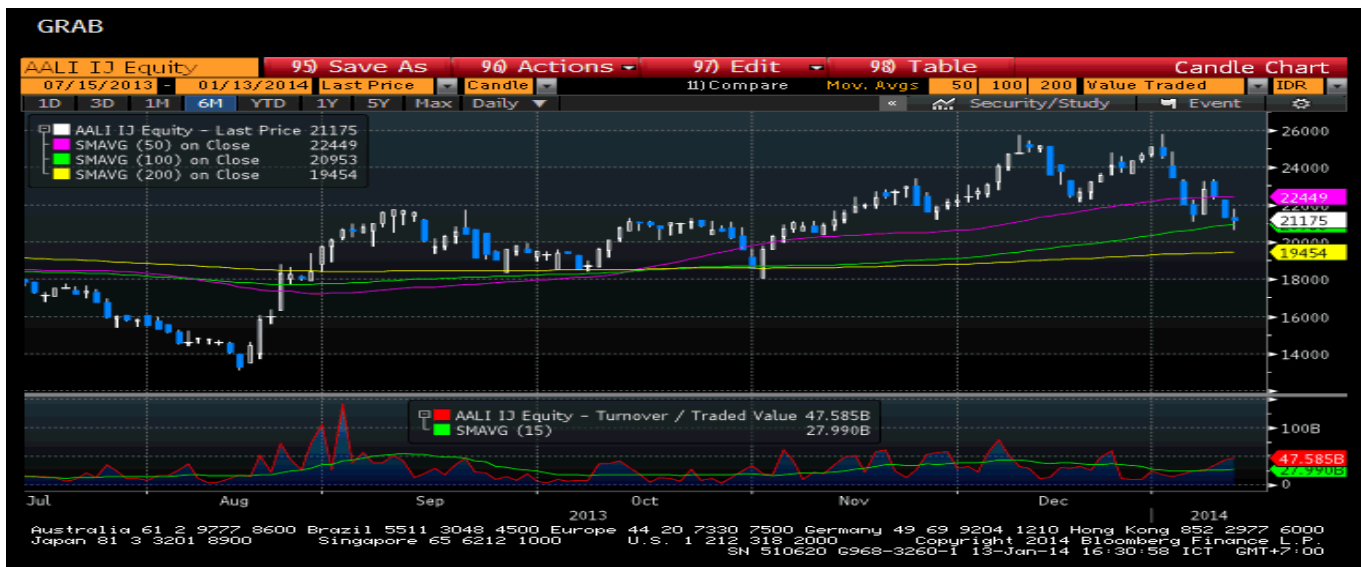 GRAB
AALI IJ Equity 95) Save As 96) Actions 97) Edit 98) Table Candle Chart
07/15/2013 - 01/13/2014 Last Price Candle 11) Compare Mov. Avgs 50 100 200 Value Traded IDR
1D 3D 1M 6M YTD 1Y 5Y Max Daily ▼ « Security/Study Event
AALI IJ Equity - Last Price 21175
SMAVG (50) on Close 22449
SMAVG (100) on Close 20953
SMAVG (200) on Close 19454
26000
24000
22449
22000
21175
20000
19454
18000
16000
14000
AALI IJ Equity - Turnover / Traded Value 47.585B
SMAVG (15) 27.990B
100B
47.585B
27.990B
0
Jul Aug Sep Oct Nov Dec
2013 2014
Australia 61 2 9777 8600 Brazil 5511 3048 4500 Europe 44 20 7330 7500 Germany 49 69 9204 1210 Hong Kong 852 2977 6000
Japan 81 3 3201 8900 Singapore 65 6212 1000 U.S. 1 212 318 2000 Copyright 2014 Bloomberg Finance L.P.
SN 510620 G968-3260-1 13-Jan-14 16:30:58 ICT GMT+7:00